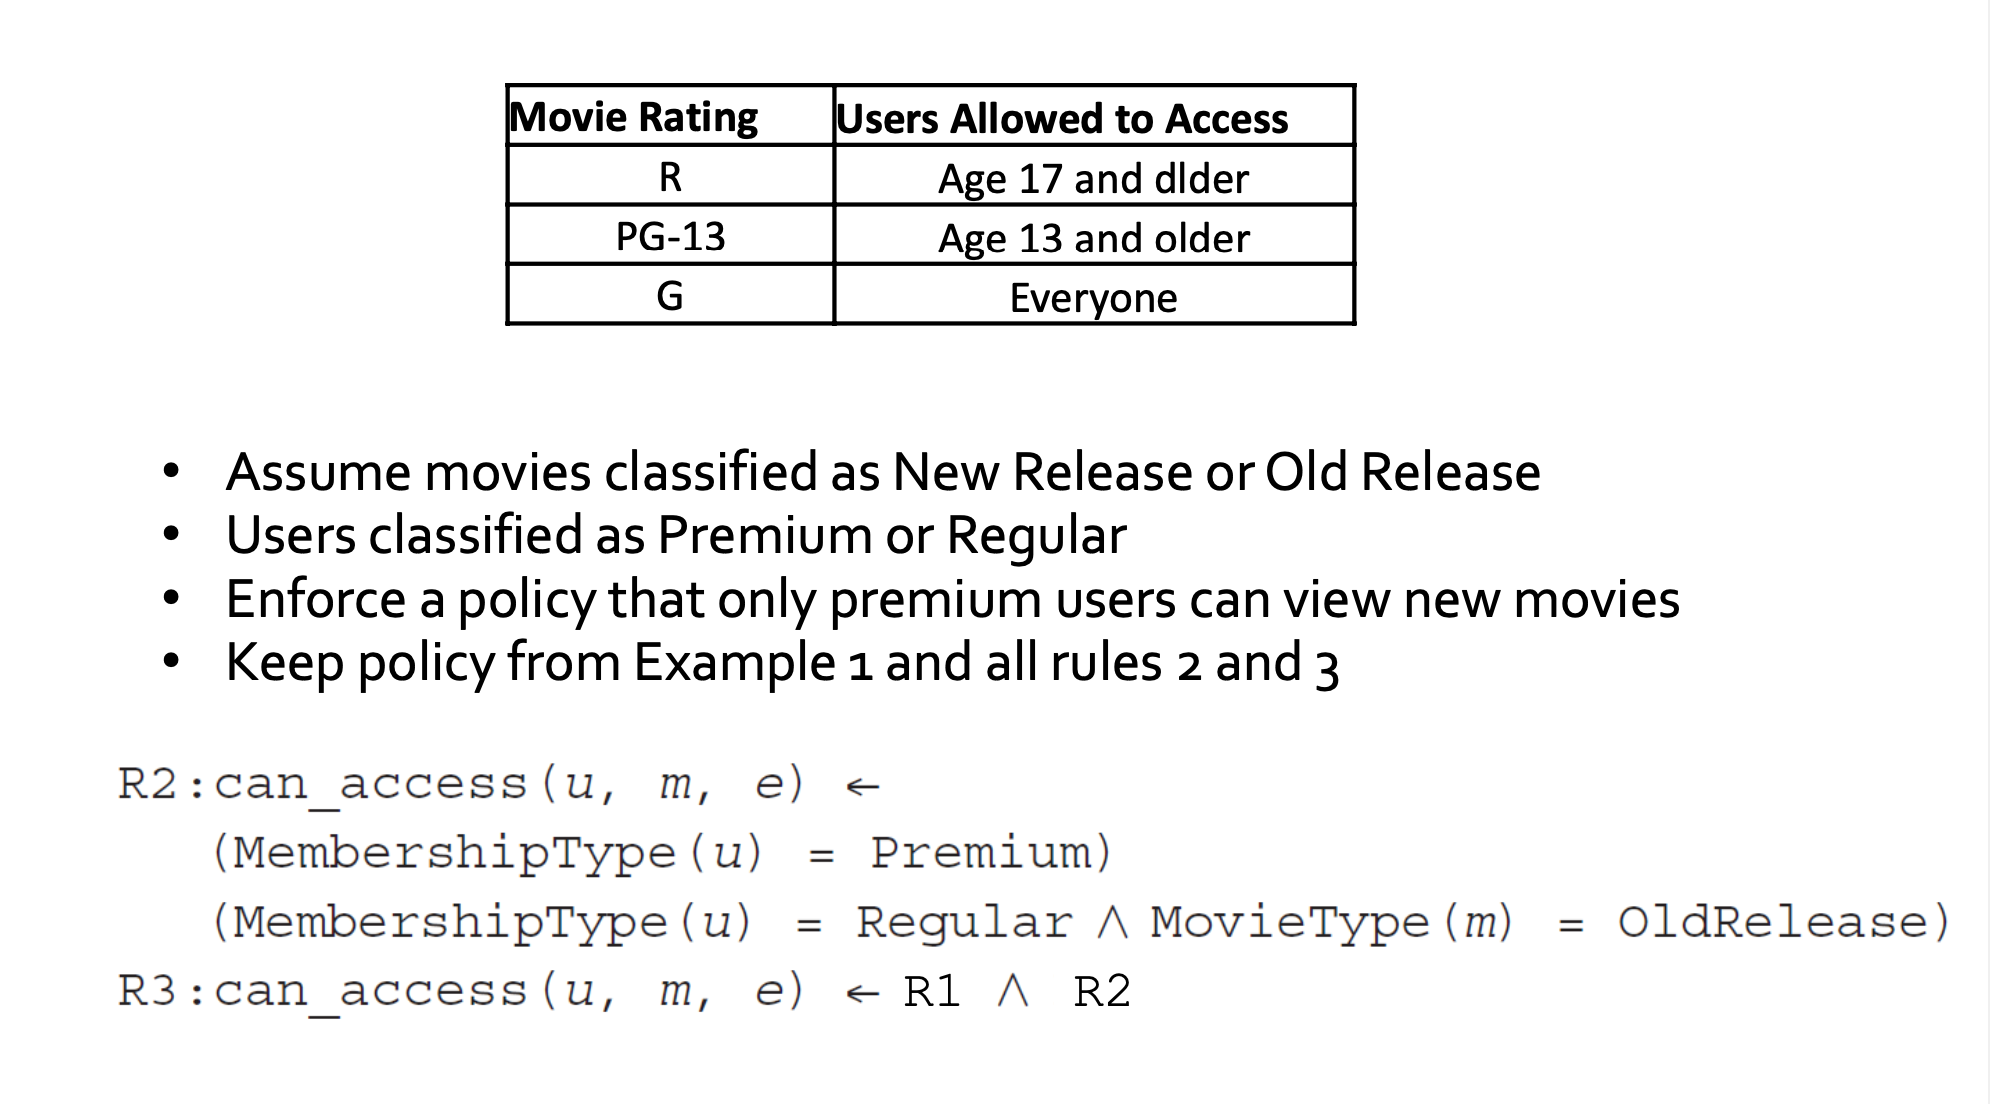 Movie Rating Users Allowed to Access
R Age 17 and dlder
PG-13 Age 13 and older
G Everyone
• Assume movies classified as New Release or Old Release
• Users classified as Premium or Regular
• Enforce a policy that only premium users can view new movies
• Keep policy from Example 1 and all rules 2 and 3
R2:can_access(u, m, e) ←
(MembershipType(u) = Premium)
(MembershipType(u) = Regular ∧ MovieType(m) = OldRelease)
R3:can_access(u, m, e) ← R1 ∧ R2